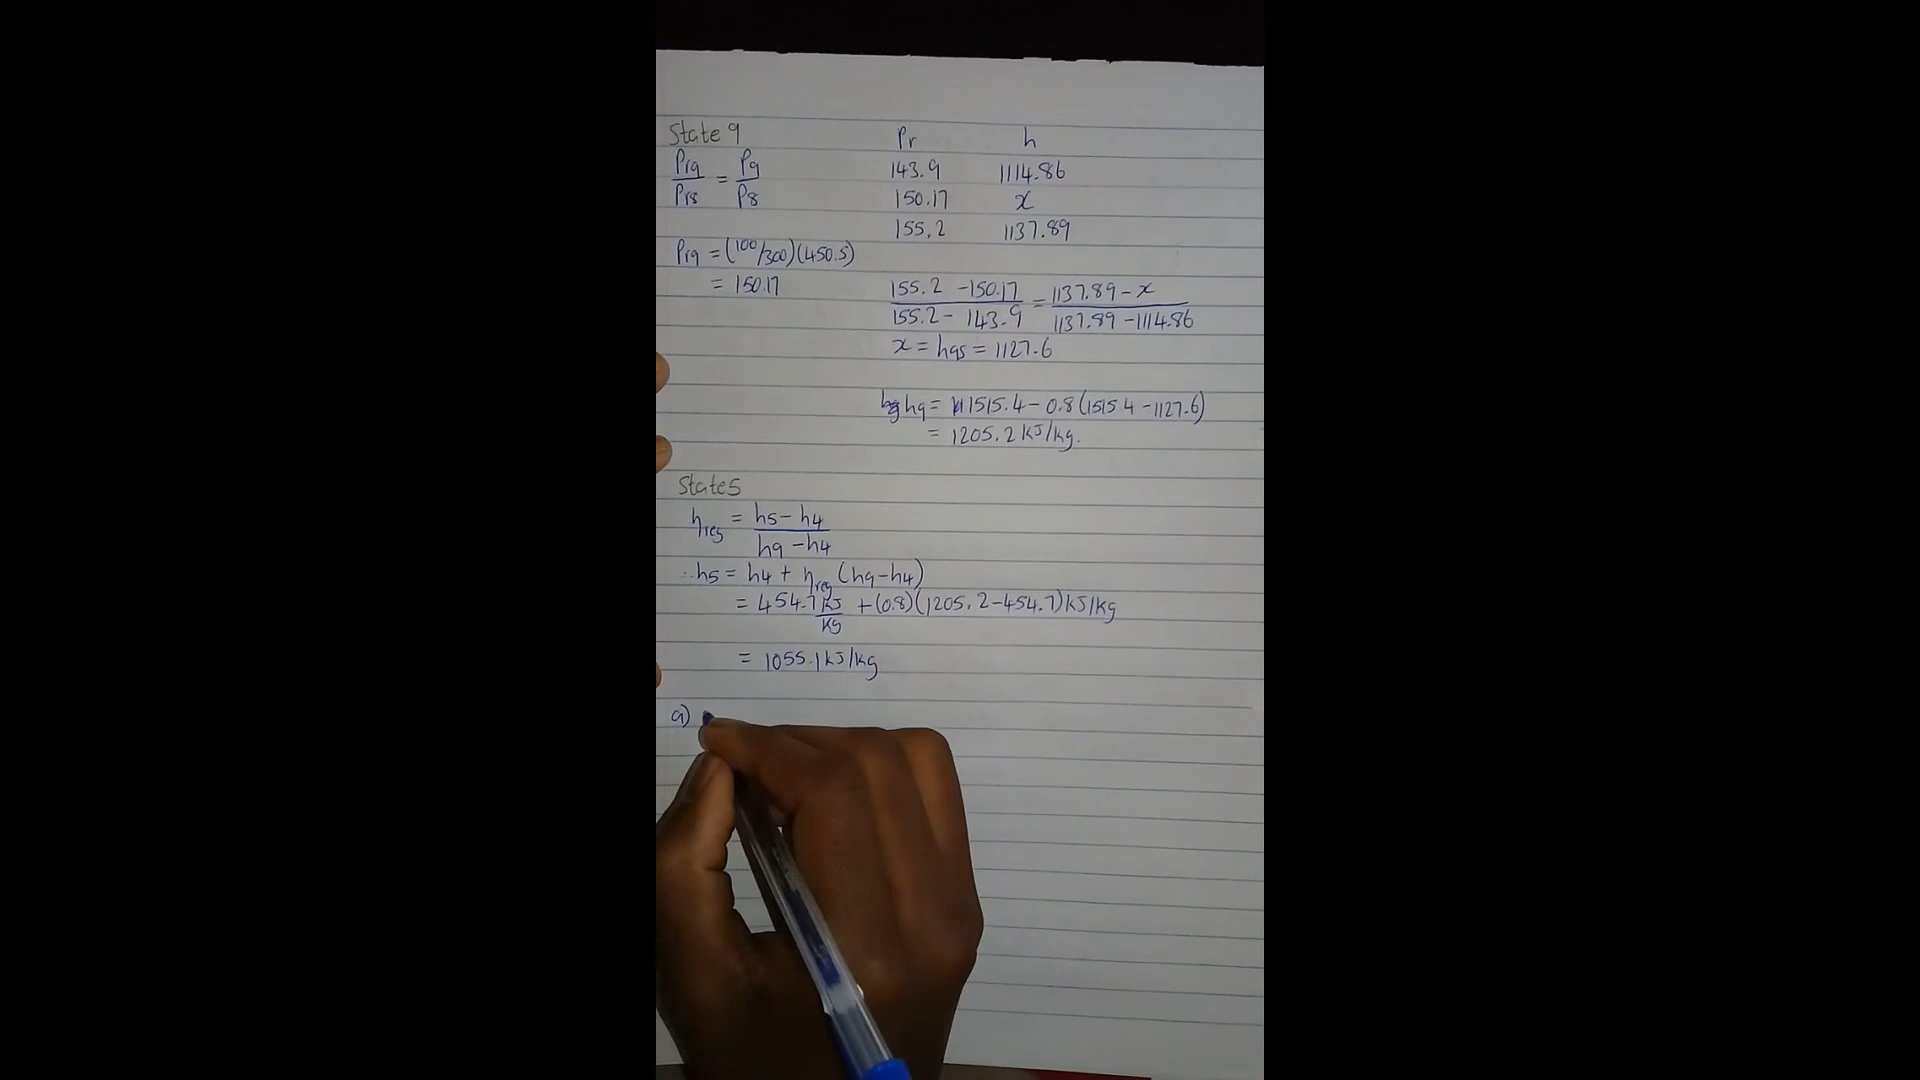 State 9
Pr9/Pr8 = P9/P8
Pr9 = (100/300)(450.5)
= 150.17
Pr h
143.9 1114.86
150.17 x
155.2 1137.89
155.2 - 150.17 / 155.2 - 143.9 = 1137.89 - x / 1137.89 - 1114.86
x = h9s = 1127.6
h9 = 1515.4 - 0.8(1515.4 - 1127.6)
= 1205.2 kJ/kg.
State 5
ηreg = h5 - h4 / h9 - h4
∴ h5 = h4 + ηreg (h9 - h4)
= 454.7 kJ/kg + (0.8)(1205.2 - 454.7) kJ/kg
= 1055.1 kJ/kg
a)